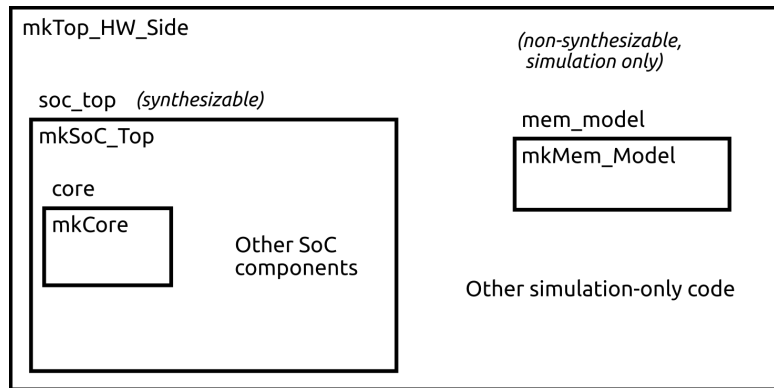 mkTop_HW_Side
(non-synthesizable,
simulation only)
soc_top (synthesizable)
mkSoC_Top
mem_model
mkMem_Model
core
mkCore
Other SoC
components
Other simulation-only code